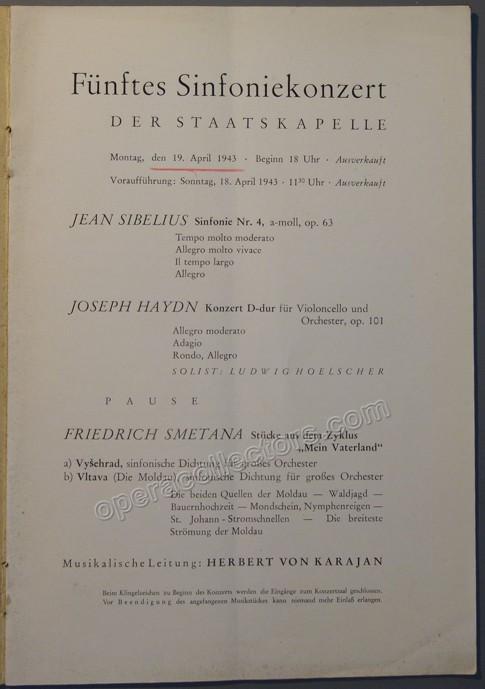 Fünftes Sinfoniekonzert
DER STAATSKAPELLE
Montag, den 19. April 1943 · Beginn 18 Uhr · Ausverkauft
Voraufführung: Sonntag, 18. April 1943 · 11³⁰ Uhr · Ausverkauft
JEAN SIBELIUS Sinfonie Nr. 4, a-moll, op. 63
Tempo molto moderato
Allegro molto vivace
Il tempo largo
Allegro
JOSEPH HAYDN Konzert D-dur für Violoncello und
Orchester, op. 101
Allegro moderato
Adagio
Rondo, Allegro
SOLIST: LUDWIG HOELSCHER
PAUSE
FRIEDRICH SMETANA Stücke aus dem Zyklus
„Mein Vaterland“
a) Vyšehrad, sinfonische Dichtung für großes Orchester
b) Vltava (Die Moldau), sinfonische Dichtung für großes Orchester
Die beiden Quellen der Moldau — Waldjagd —
Bauernhochzeit — Mondschein, Nymphenreigen —
St. Johann-Stromschnellen — Die breiteste
Strömung der Moldau
Musikalische Leitung: HERBERT VON KARAJAN
Beim Klingelzeichen zu Beginn des Konzerts werden die Eingänge zum Konzertsaal geschlossen.
Vor Beendigung des angefangenen Musikstückes kann niemand mehr Einlaß erlangen.
operacollectors.com